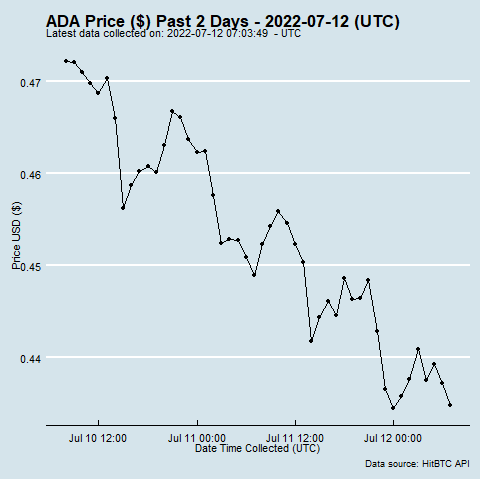 ADA Price ($) Past 2 Days - 2022-07-12 (UTC)
Latest data collected on: 2022-07-12 07:03:49 - UTC
0.47
0.46
0.45
0.44
Price USD ($)
Jul 10 12:00
Jul 11 00:00
Jul 11 12:00
Jul 12 00:00
Date Time Collected (UTC)
Data source: HitBTC API